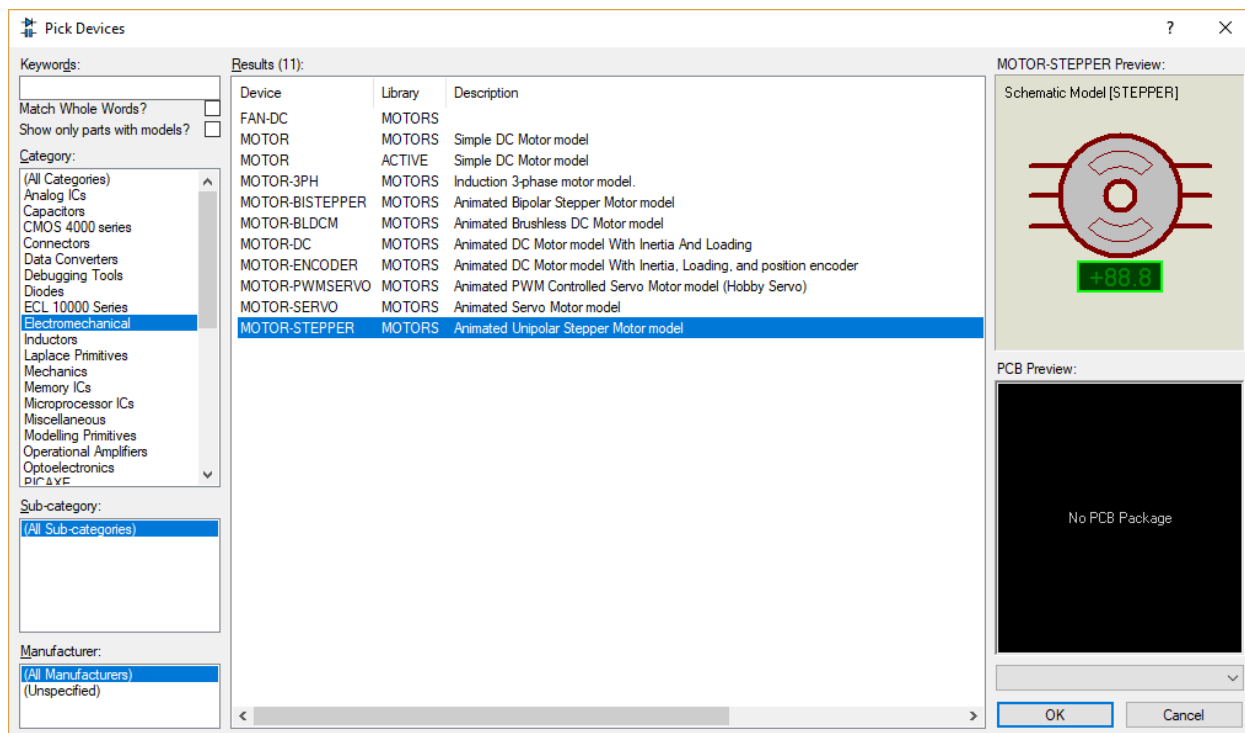 Pick Devices
?
Keywords:
Match Whole Words?
Show only parts with models?
Category:
(All Categories)
Analog ICs
Capacitors
CMOS 4000 series
Connectors
Data Converters
Debugging Tools
Diodes
ECL 10000 Series
Electromechanical
Inductors
Laplace Primitives
Mechanics
Memory ICs
Microprocessor ICs
Miscellaneous
Modelling Primitives
Operational Amplifiers
Optoelectronics
PICAXE
Sub-category:
(All Sub-categories)
Manufacturer:
(All Manufacturers)
(Unspecified)
Results (11):
Device Library Description
FAN-DC MOTORS
MOTOR MOTORS Simple DC Motor model
MOTOR ACTIVE Simple DC Motor model
MOTOR-3PH MOTORS Induction 3-phase motor model.
MOTOR-BISTEPPER MOTORS Animated Bipolar Stepper Motor model
MOTOR-BLDCM MOTORS Animated Brushless DC Motor model
MOTOR-DC MOTORS Animated DC Motor model With Inertia And Loading
MOTOR-ENCODER MOTORS Animated DC Motor model With Inertia, Loading, and position encoder
MOTOR-PWMSERVO MOTORS Animated PWM Controlled Servo Motor model (Hobby Servo)
MOTOR-SERVO MOTORS Animated Servo Motor model
MOTOR-STEPPER MOTORS Animated Unipolar Stepper Motor model
MOTOR-STEPPER Preview:
Schematic Model [STEPPER]
+88.8
PCB Preview:
No PCB Package
OK Cancel